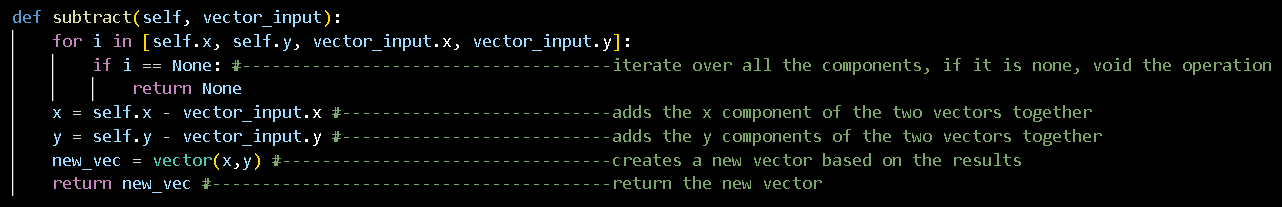 def subtract(self, vector_input):
    for i in [self.x, self.y, vector_input.x, vector_input.y]:
        if i == None: #-------------------------------------iterate over all the components, if it is none, void the operation
            return None
    x = self.x - vector_input.x #---------------------------adds the x component of the two vectors together
    y = self.y - vector_input.y #---------------------------adds the y components of the two vectors together
    new_vec = vector(x,y) #---------------------------------creates a new vector based on the results
    return new_vec #----------------------------------------return the new vector